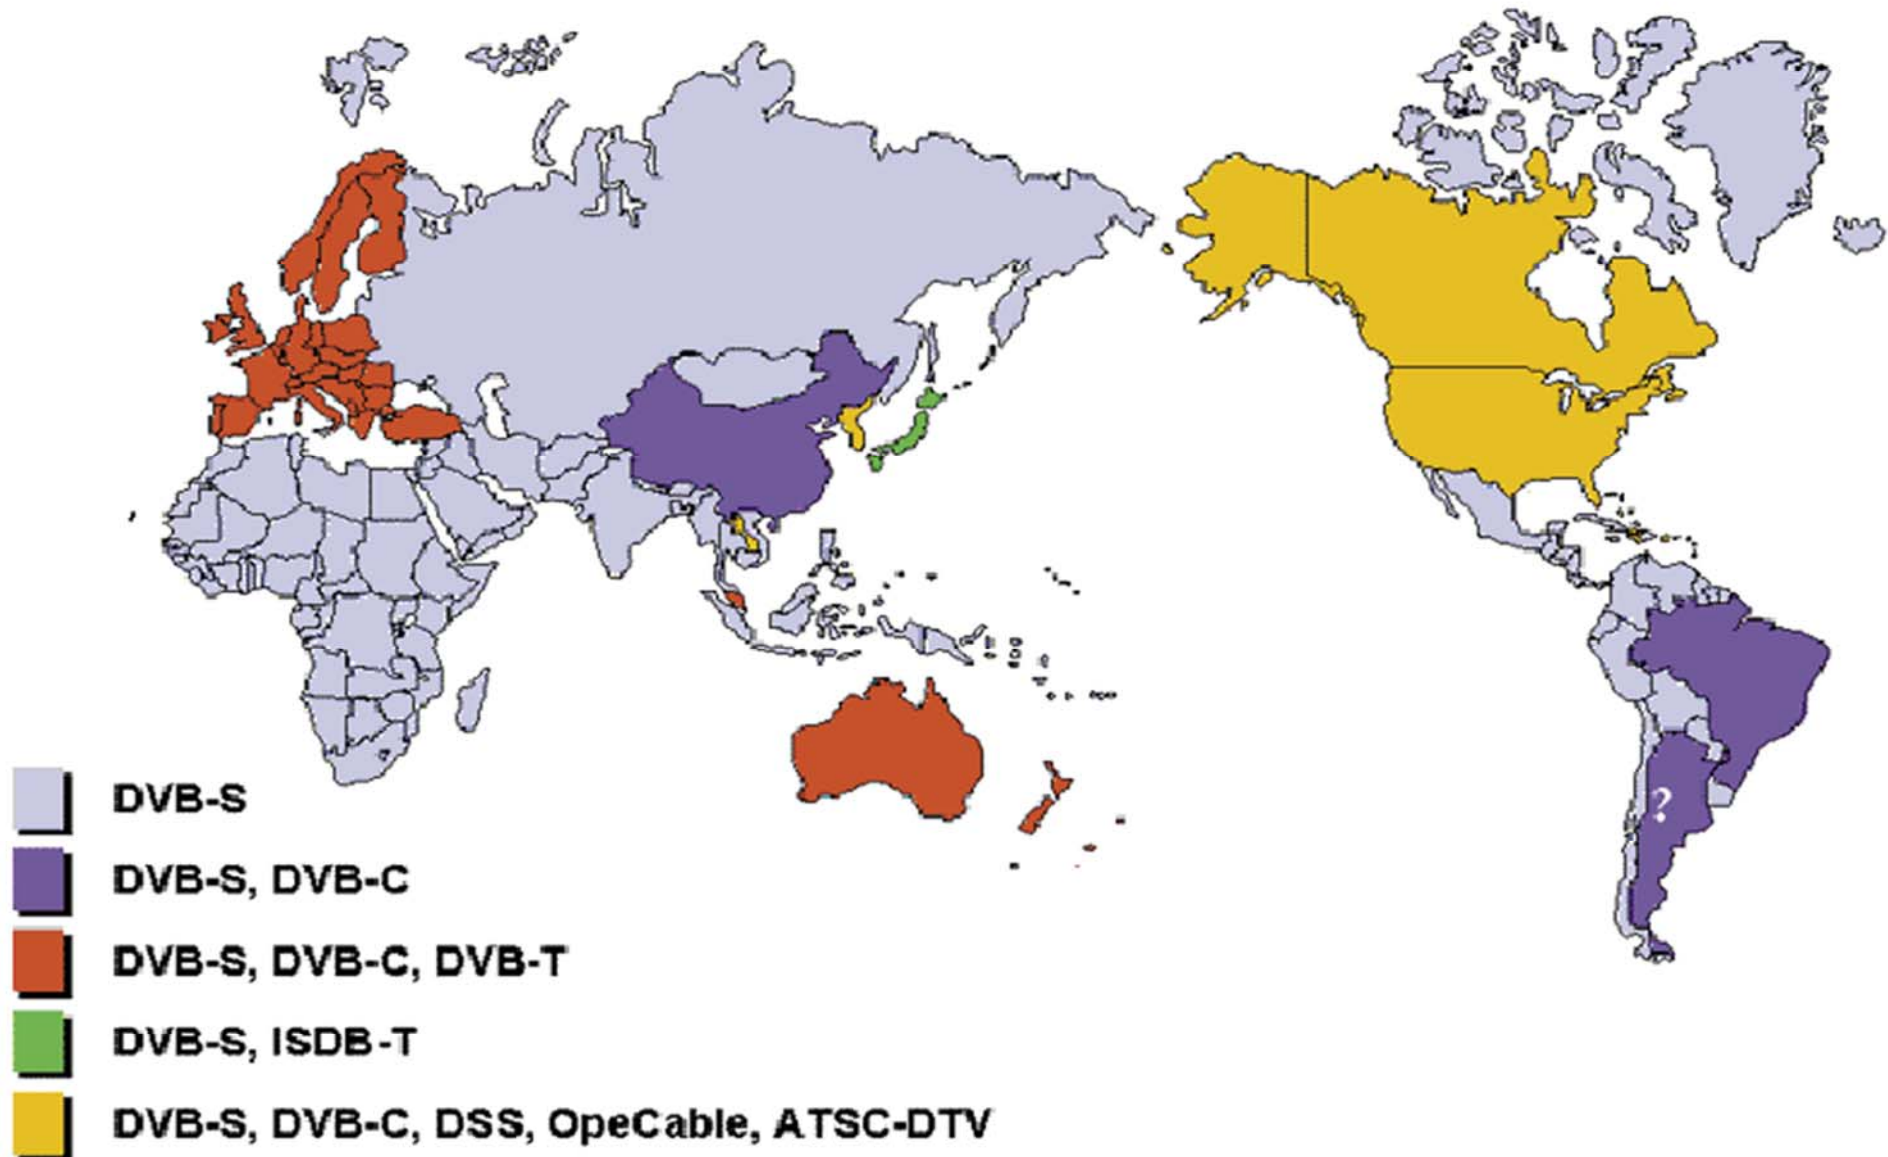 ?
DVB-S
DVB-S, DVB-C
DVB-S, DVB-C, DVB-T
DVB-S, ISDB-T
DVB-S, DVB-C, DSS, OpeCable, ATSC-DTV